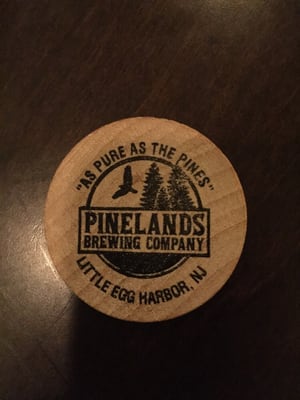 "AS PURE AS THE PINES"
PINELANDS
BREWING COMPANY
LITTLE EGG HARBOR, NJ